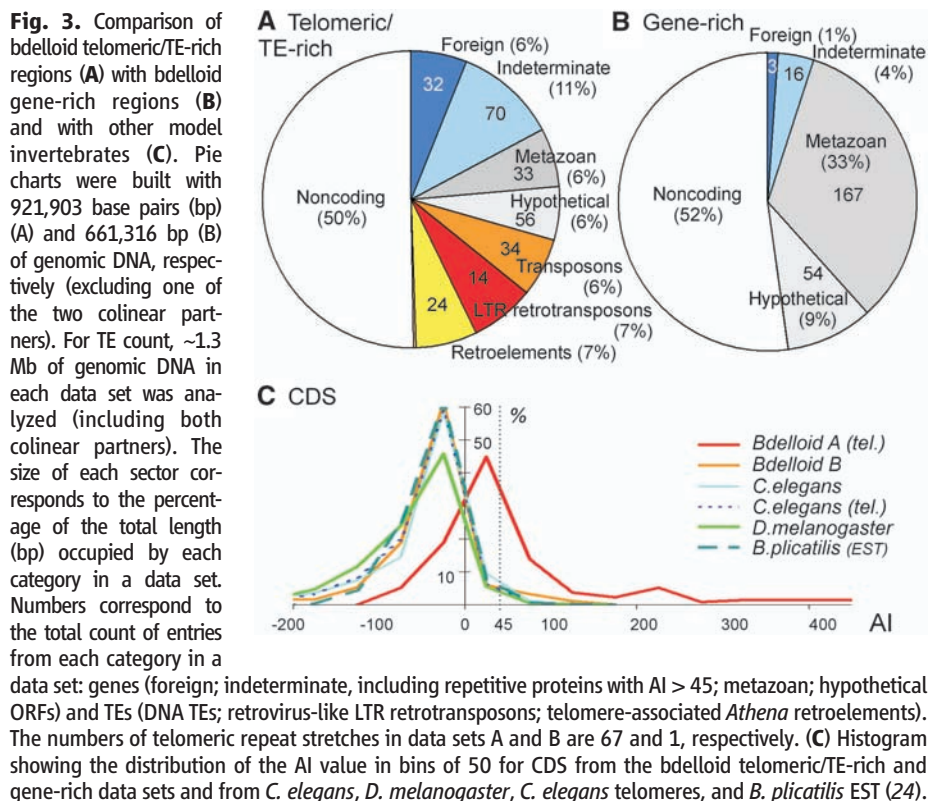 Fig. 3. Comparison of
bdelloid telomeric/TE-rich
regions (A) with bdelloid
gene-rich regions (B)
and with other model
invertebrates (C). Pie
charts were built with
921,903 base pairs (bp)
(A) and 661,316 bp (B)
of genomic DNA, respec-
tively (excluding one of
the two colinear part-
ners). For TE count, ~1.3
Mb of genomic DNA in
each data set was ana-
lyzed (including both
colinear partners). The
size of each sector cor-
responds to the percent-
age of the total length
(bp) occupied by each
category in a data set.
Numbers correspond to
the total count of entries
from each category in a
data set: genes (foreign; indeterminate, including repetitive proteins with AI > 45; metazoan; hypothetical
ORFs) and TEs (DNA TEs; retrovirus-like LTR retrotransposons; telomere-associated Athena retroelements).
The numbers of telomeric repeat stretches in data sets A and B are 67 and 1, respectively. (C) Histogram
showing the distribution of the AI value in bins of 50 for CDS from the bdelloid telomeric/TE-rich and
gene-rich data sets and from C. elegans, D. melanogaster, C. elegans telomeres, and B. plicatilis EST (24).
A Telomeric/
TE-rich
Foreign (6%)
32
Indeterminate
(11%)
70
Metazoan
33 (6%)
Hypothetical
56 (6%)
34
Transposons
(6%)
14
LTR retrotransposons
(7%)
24
Retroelements (7%)
Noncoding
(50%)
B Gene-rich
Foreign (1%)
3
Indeterminate
16 (4%)
Metazoan
(33%)
167
54
Hypothetical
(9%)
Noncoding
(52%)
C CDS
60 %
50
10
-200 -100 0 45 100 200 300 400 AI
Bdelloid A (tel.)
Bdelloid B
C.elegans
C.elegans (tel.)
D.melanogaster
B.plicatilis (EST)